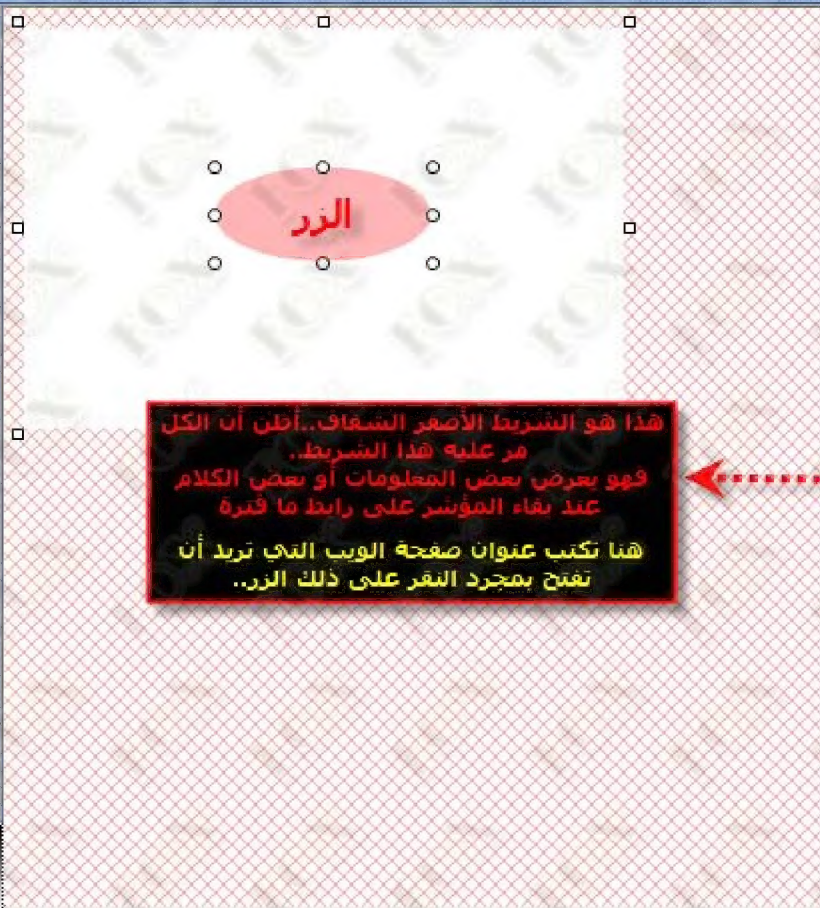 الزر
هذا هو الشريط الأصفر الشفاف..أظن أن الكل
مر عليه هذا الشريط..
فهو يعرض بعض المعلومات أو بعض الكلام
عند بقاء المؤشر على رابط ما فترة
هنا تكتب عنوان صفحة الويب التي تريد أن
تفتح بمجرد النقر على ذلك الزر..